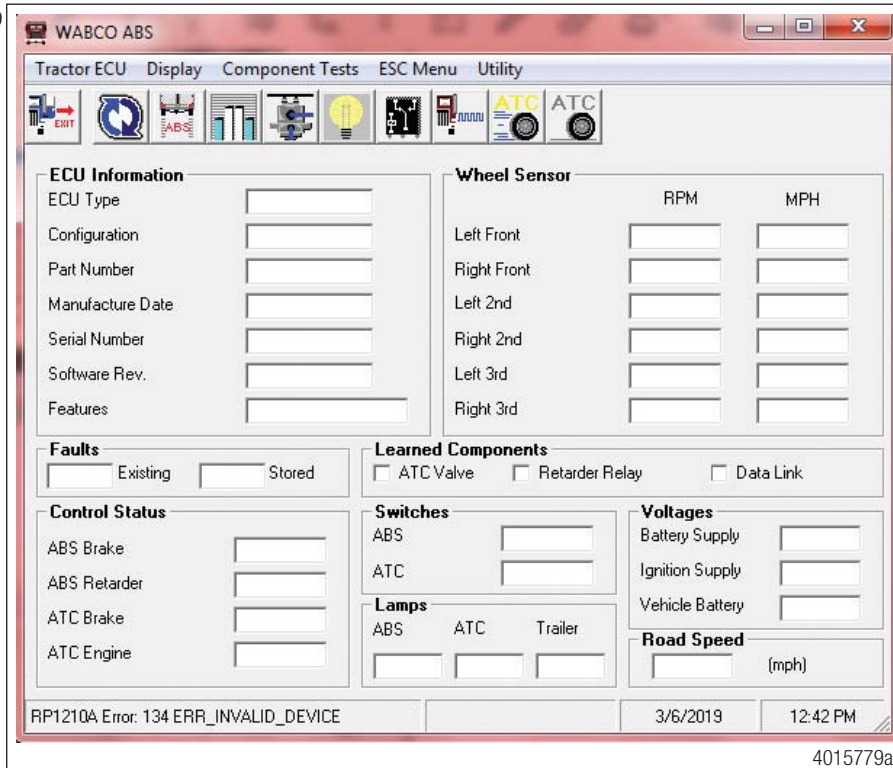 WABCO ABS
Tractor ECU Display Component Tests ESC Menu Utility
EXIT ABS ATC ATC
ECU Information
ECU Type
Configuration
Part Number
Manufacture Date
Serial Number
Software Rev.
Features
Wheel Sensor
RPM MPH
Left Front
Right Front
Left 2nd
Right 2nd
Left 3rd
Right 3rd
Faults
Existing Stored
Learned Components
ATC Valve Retarder Relay Data Link
Control Status
ABS Brake
ABS Retarder
ATC Brake
ATC Engine
Switches
ABS
ATC
Lamps
ABS ATC Trailer
Voltages
Battery Supply
Ignition Supply
Vehicle Battery
Road Speed
(mph)
RP1210A Error: 134 ERR_INVALID_DEVICE 3/6/2019 12:42 PM
4015779a